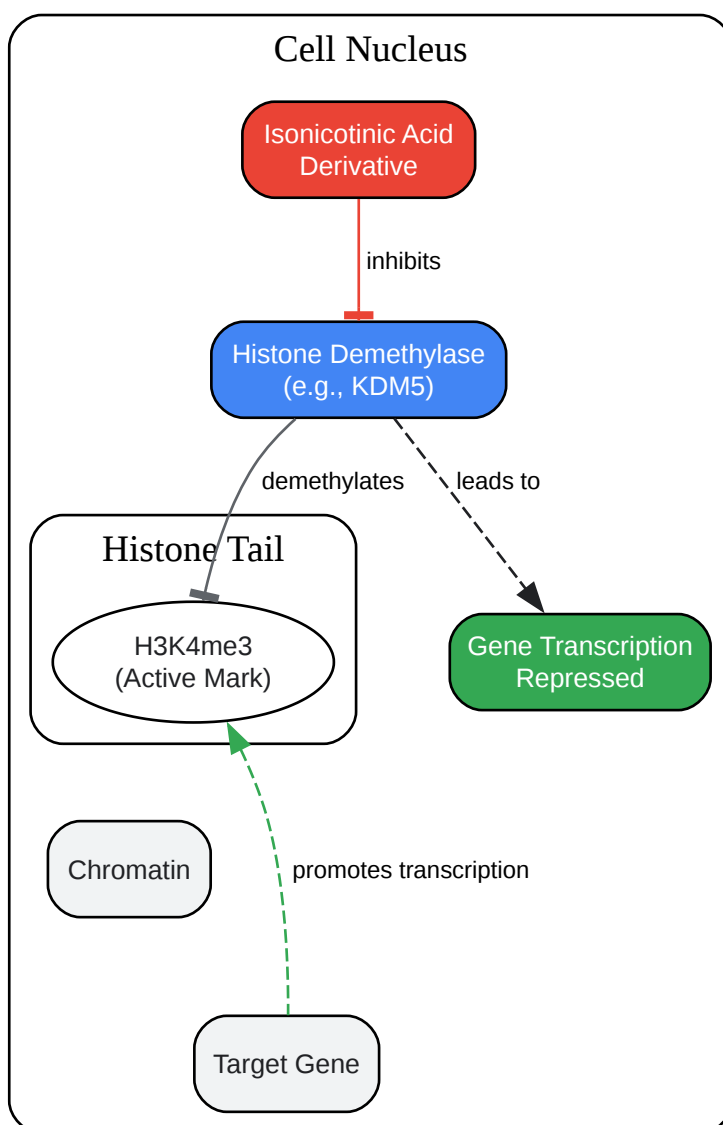 Cell Nucleus
Isonicotinic Acid
Derivative
inhibits
Histone Demethylase
(e.g., KDM5)
demethylates
leads to
Histone Tail
H3K4me3
(Active Mark)
Gene Transcription
Repressed
Chromatin
promotes transcription
Target Gene